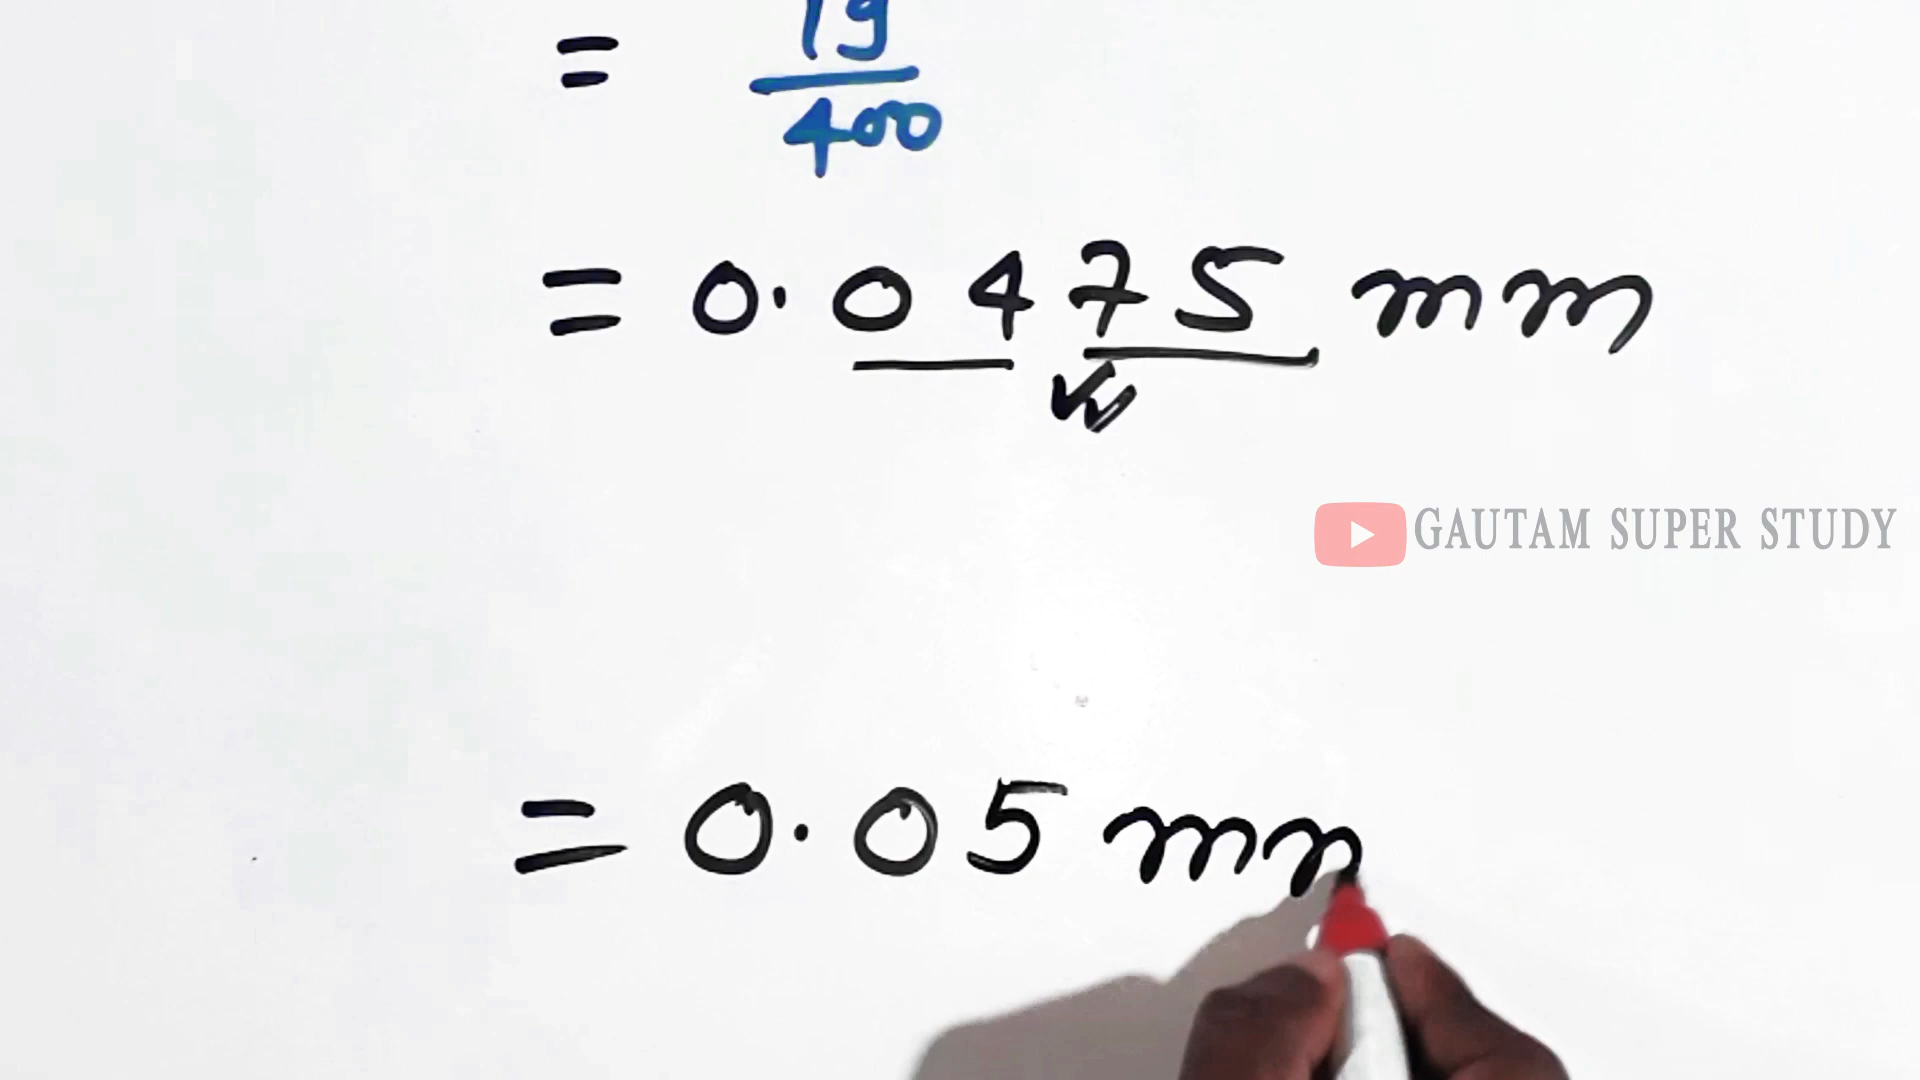 = 19/400
= 0.0475 mm
GAUTAM SUPER STUDY
= 0.05 mm